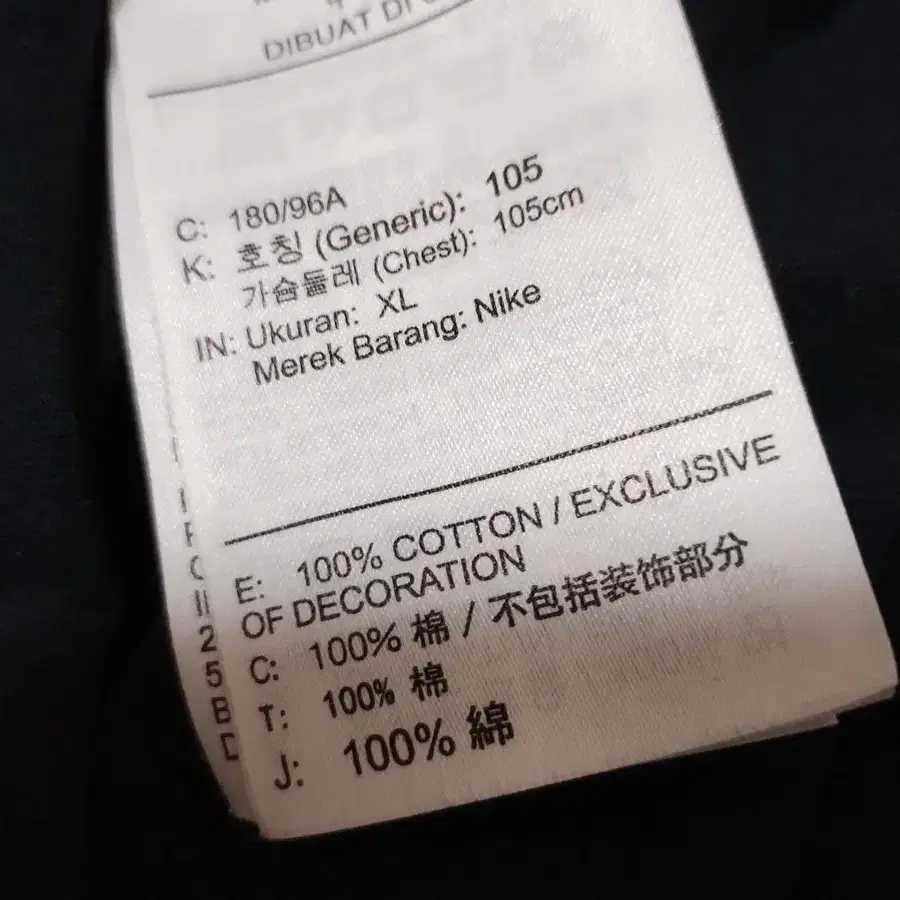 DIBUAT DI
C: 180/96A
K: 호칭 (Generic): 105
가슴둘레 (Chest): 105cm
IN: Ukuran: XL
Merek Barang: Nike
E: 100% COTTON / EXCLUSIVE
OF DECORATION
C: 100% 棉 / 不包括装饰部分
T: 100% 棉
J: 100% 綿